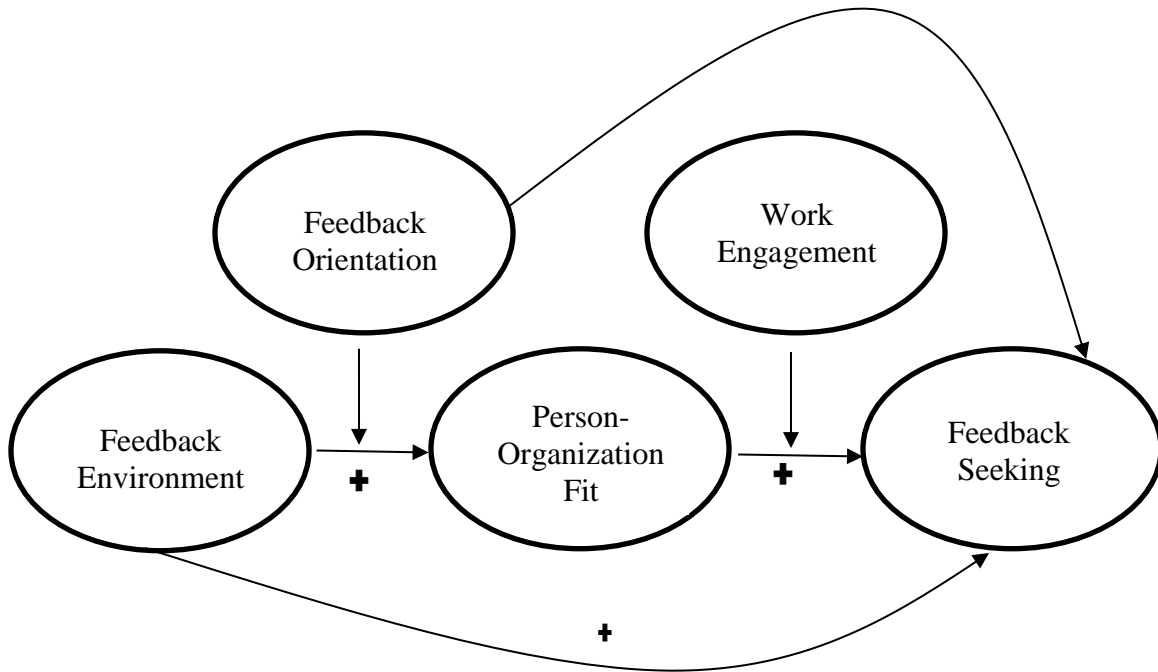 Feedback
Orientation
Work
Engagement
Feedback
Environment
Person-
Organization
Fit
Feedback
Seeking
+
+
+